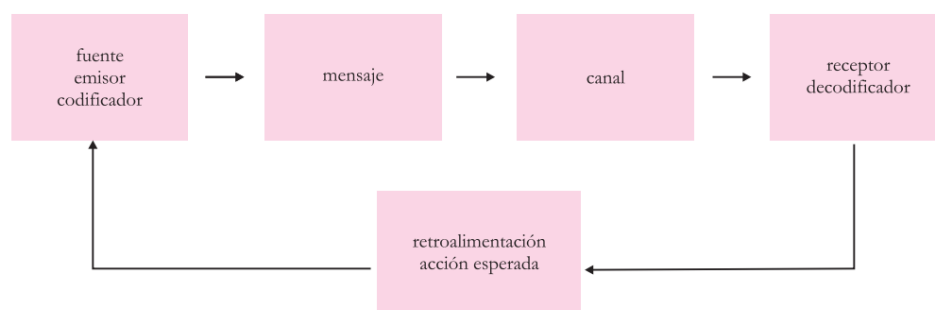 fuente
emisor
codificador
mensaje
canal
receptor
decodificador
retroalimentación
acción esperada